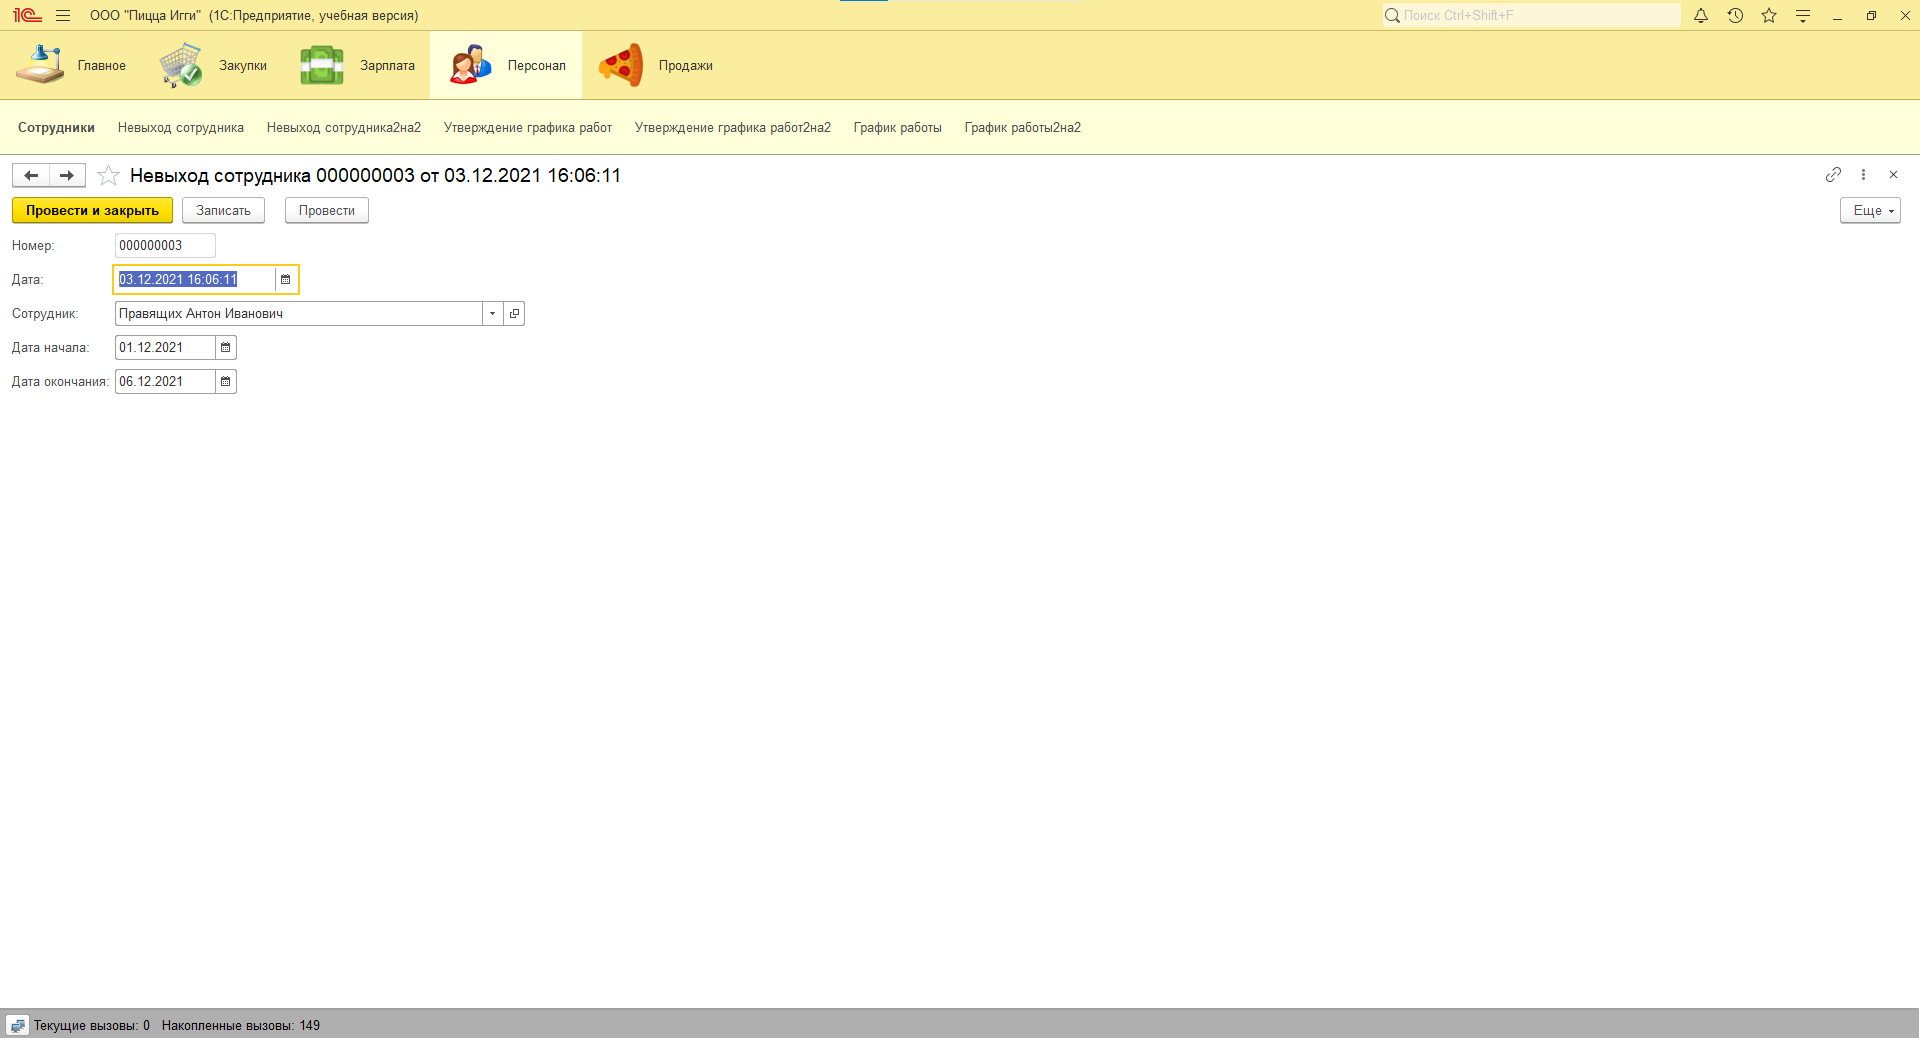 1С ООО "Пицца Игги" (1С:Предприятие, учебная версия) Поиск Ctrl+Shift+F
Главное Закупки Зарплата Персонал Продажи
Сотрудники Невыход сотрудника Невыход сотрудника2на2 Утверждение графика работ Утверждение графика работ2на2 График работы График работы2на2
Невыход сотрудника 000000003 от 03.12.2021 16:06:11
Провести и закрыть Записать Провести Еще
Номер: 000000003
Дата: 03.12.2021 16:06:11
Сотрудник: Правящих Антон Иванович
Дата начала: 01.12.2021
Дата окончания: 06.12.2021
Текущие вызовы: 0 Накопленные вызовы: 149